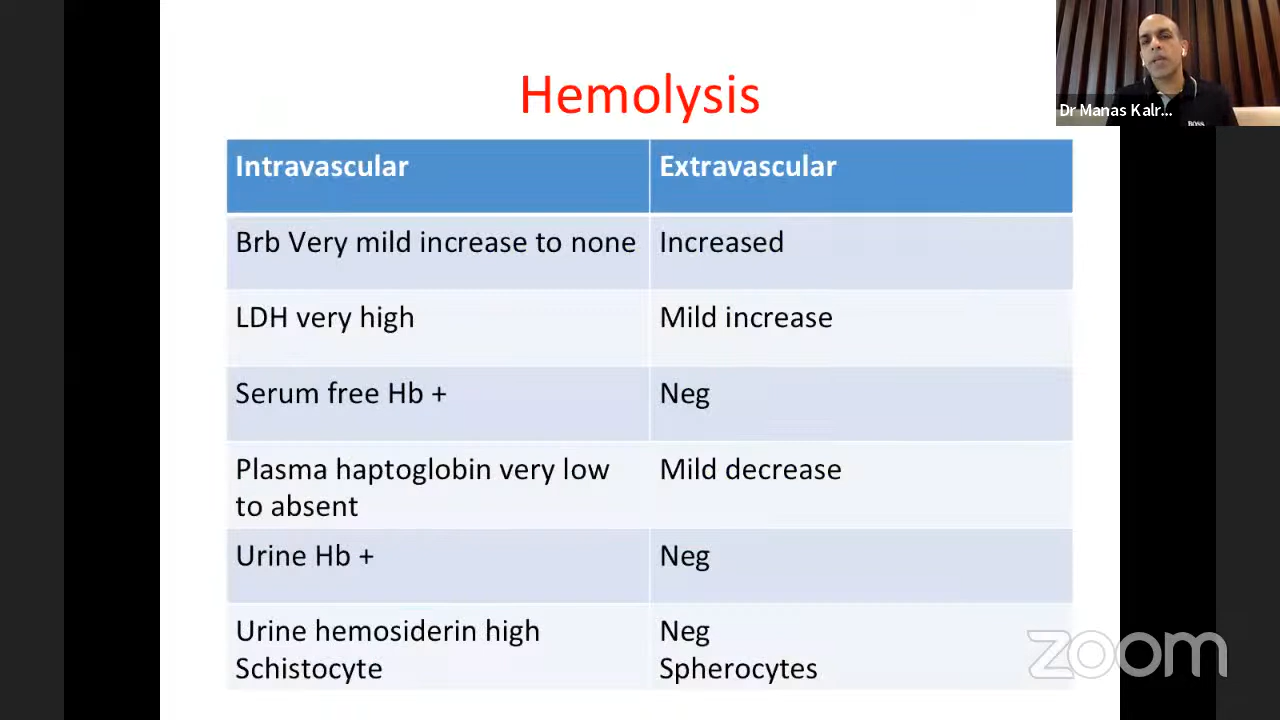 Hemolysis
Dr Manas Kalr...
BOSS
Intravascular
Extravascular
Brb Very mild increase to none
Increased
LDH very high
Mild increase
Serum free Hb +
Neg
Plasma haptoglobin very low
to absent
Mild decrease
Urine Hb +
Neg
Urine hemosiderin high
Schistocyte
Neg
Spherocytes
zoom